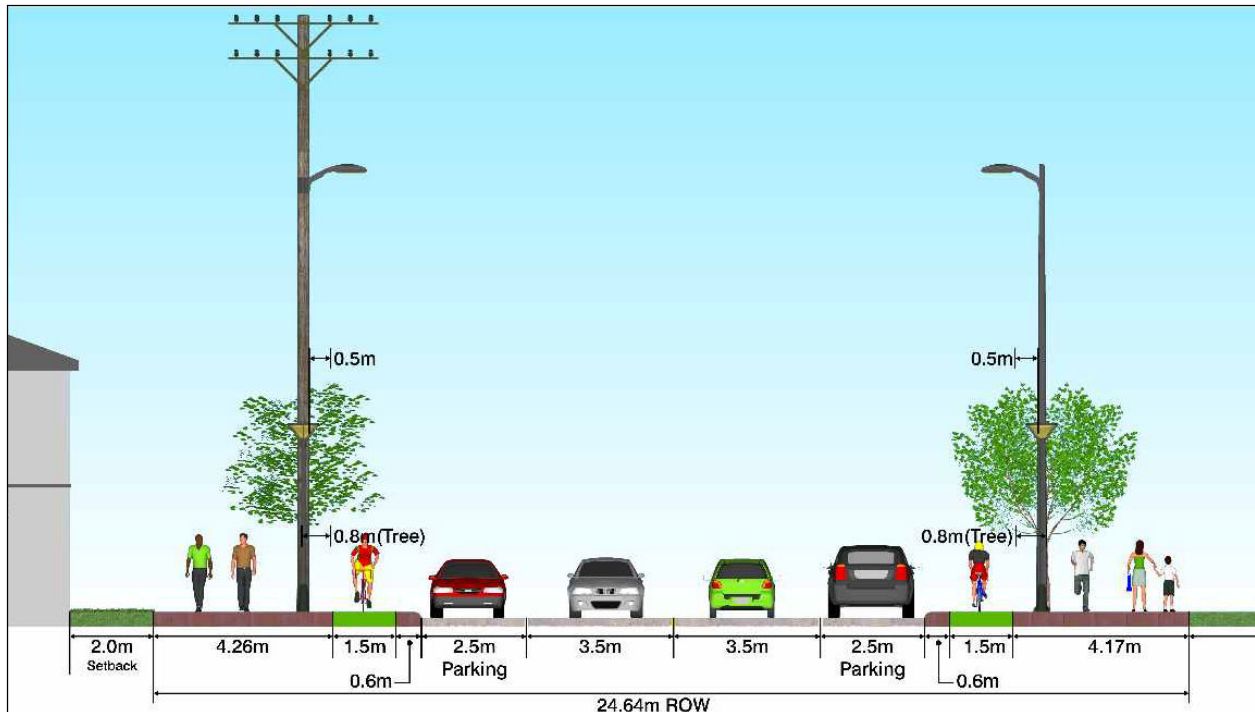 0.5m
0.5m
0.8m(Tree)
0.8m(Tree)
2.0m
Setback
4.26m
1.5m
0.6m
2.5m
Parking
3.5m
3.5m
2.5m
Parking
0.6m
1.5m
4.17m
24.64m ROW